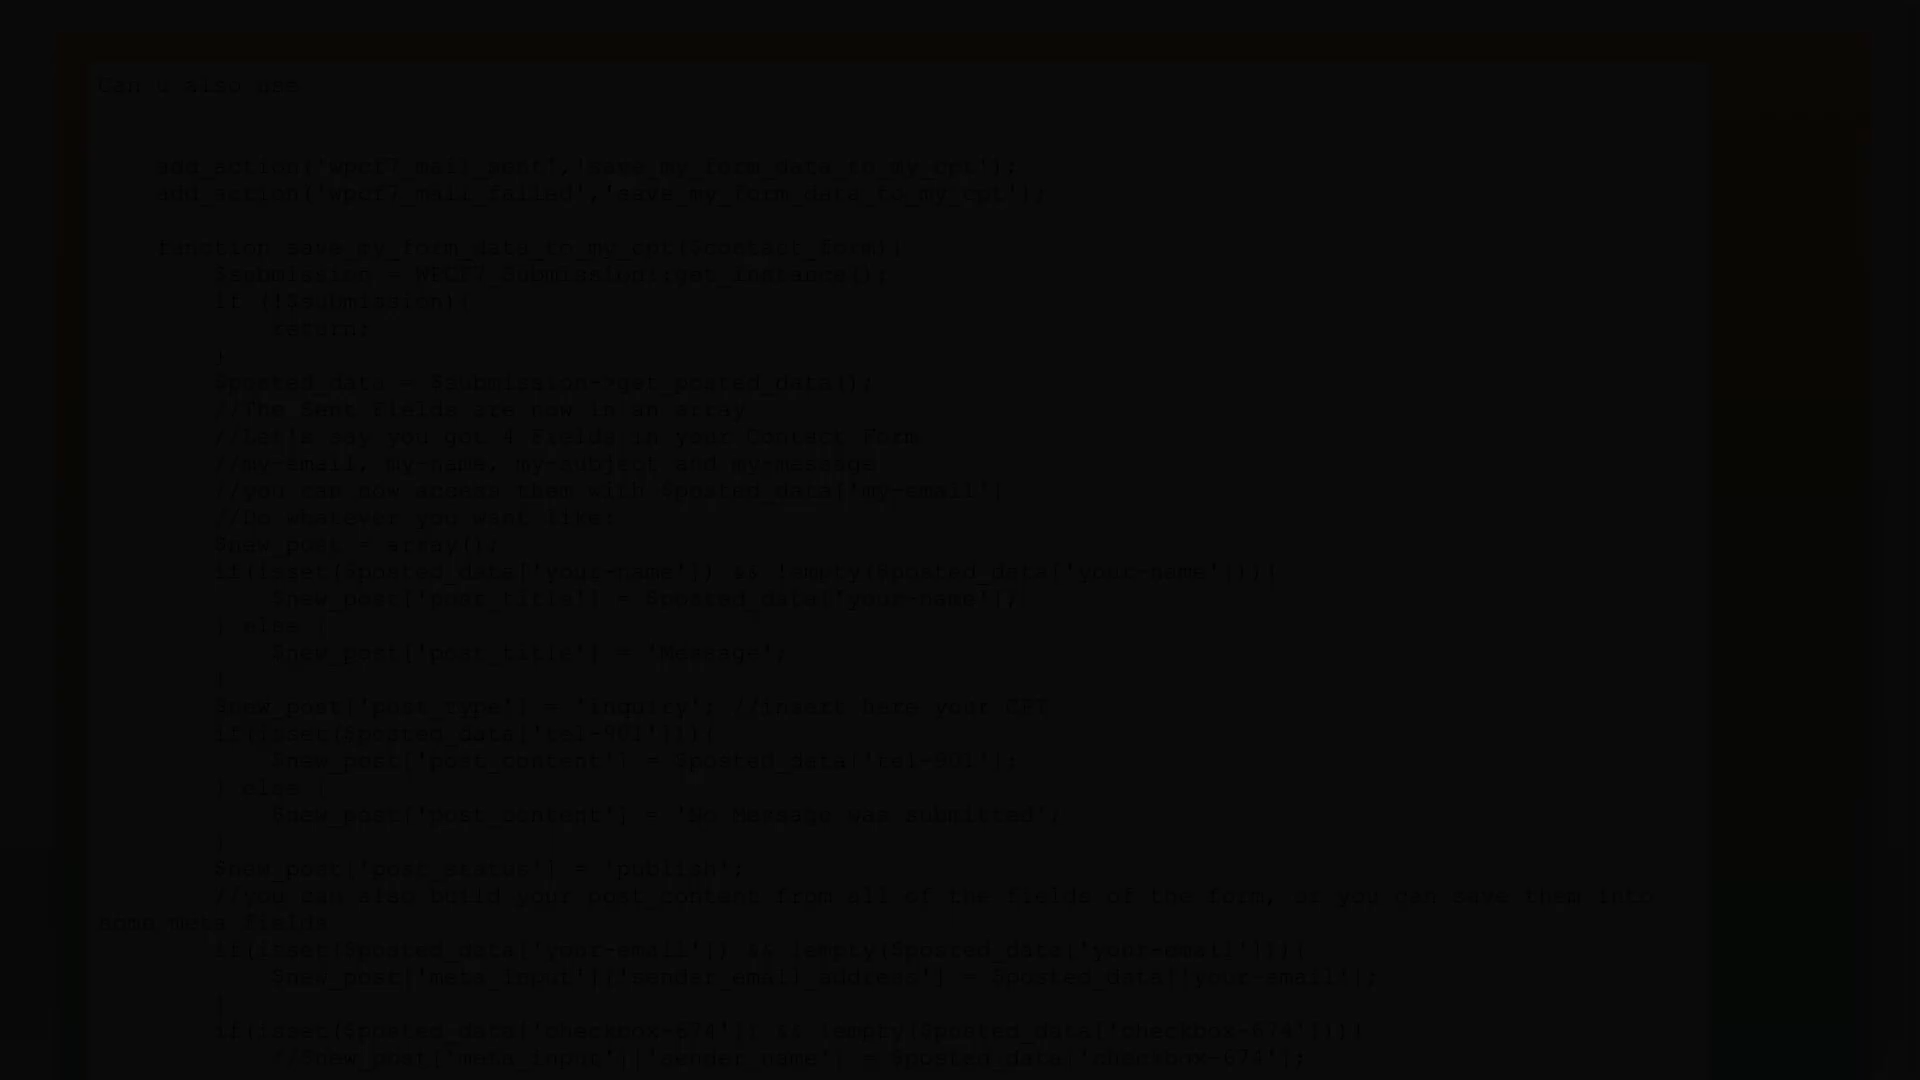 Can u also use
add_action('wpcf7_mail_sent','save_my_form_data_to_my_cpt');
add_action('wpcf7_mail_failed','save_my_form_data_to_my_cpt');
function save_my_form_data_to_my_cpt($contact_form){
$submission = WPCF7_Submission::get_instance();
if (!$submission){
return;
}
$posted_data = $submission->get_posted_data();
//The Sent Fields are now in an array
//Let's say you got 4 Fields in your Contact Form
//my-email, my-name, my-subject and my-message
//you can now access them with $posted_data['my-email']
//Do whatever you want like:
$new_post = array();
if(isset($posted_data['your-name']) && !empty($posted_data['your-name'])){
$new_post['post_title'] = $posted_data['your-name'];
} else {
$new_post['post_title'] = 'Message';
}
$new_post['post_type'] = 'inquiry'; //insert here your CPT
if(isset($posted_data['tel-901'])){
$new_post['post_content'] = $posted_data['tel-901'];
} else {
$new_post['post_content'] = 'No Message was submitted';
}
$new_post['post_status'] = 'publish';
//you can also build your post_content from all of the fields of the form, or you can save them into
some meta fields
if(isset($posted_data['your-email']) && !empty($posted_data['your-email'])){
$new_post['meta_input']['sender_email_address'] = $posted_data['your-email'];
}
if(isset($posted_data['checkbox-674']) && !empty($posted_data['checkbox-674'])){
//$new_post['meta_input']['sender_name'] = $posted_data['checkbox-674'];